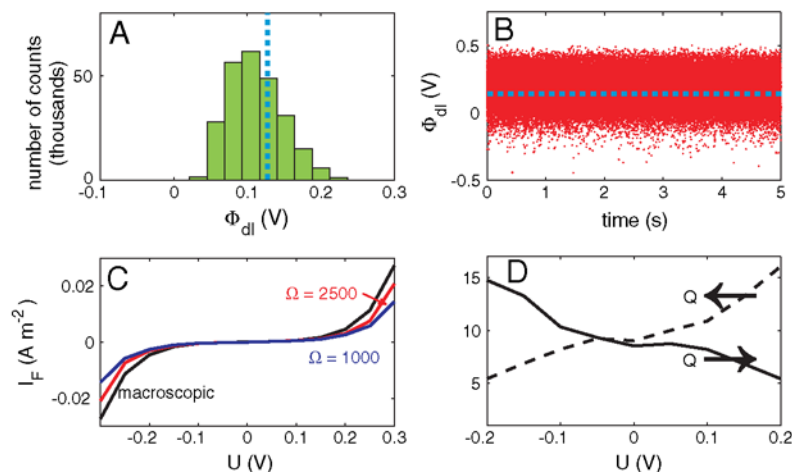 A
number of counts
(thousands)
50
0
-0.1 0 0.1 0.2 0.3
Φdl (V)
B
Φdl (V)
0.5
0
-0.5
0 1 2 3 4 5
time (s)
C
I_F (A m⁻²)
0.02
0
-0.02
Ω = 2500
Ω = 1000
macroscopic
-0.2 -0.1 0 0.1 0.2 0.3
U (V)
D
15
10
5
Q
Q
-0.2 -0.1 0 0.1 0.2
U (V)